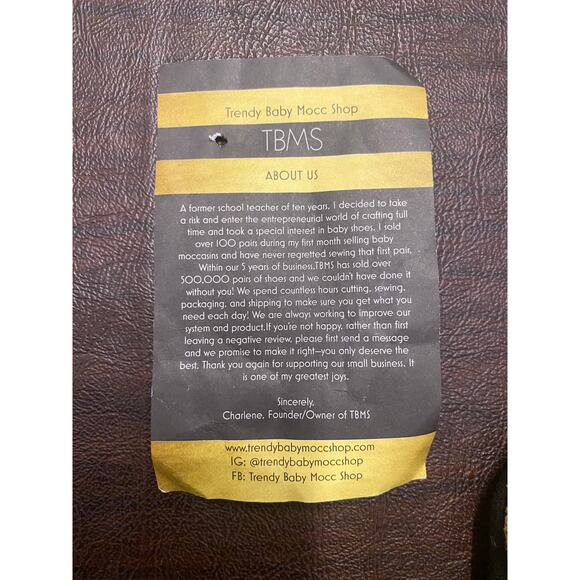 Trendy Baby Mocc Shop
TBMS
ABOUT US
A former school teacher of ten years, I decided to take
a risk and enter the entrepreneurial world of crafting full
time and took a special interest in baby shoes. I sold
over 100 pairs during my first month selling baby
moccasins and have never regretted sewing that first pair.
Within our 5 years of business,TBMS has sold over
500,000 pairs of shoes and we couldn't have done it
without you! We spend countless hours cutting, sewing,
packaging, and shipping to make sure you get what you
need each day! We are always working to improve our
system and product.If you're not happy, rather than first
leaving a negative review, please first send a message
and we promise to make it right—you only deserve the
best. Thank you again for supporting our small business. It
is one of my greatest joys.
Sincerely,
Charlene, Founder/Owner of TBMS
www.trendybabymoccshop.com
IG: @trendybabymoccshop
FB: Trendy Baby Mocc Shop